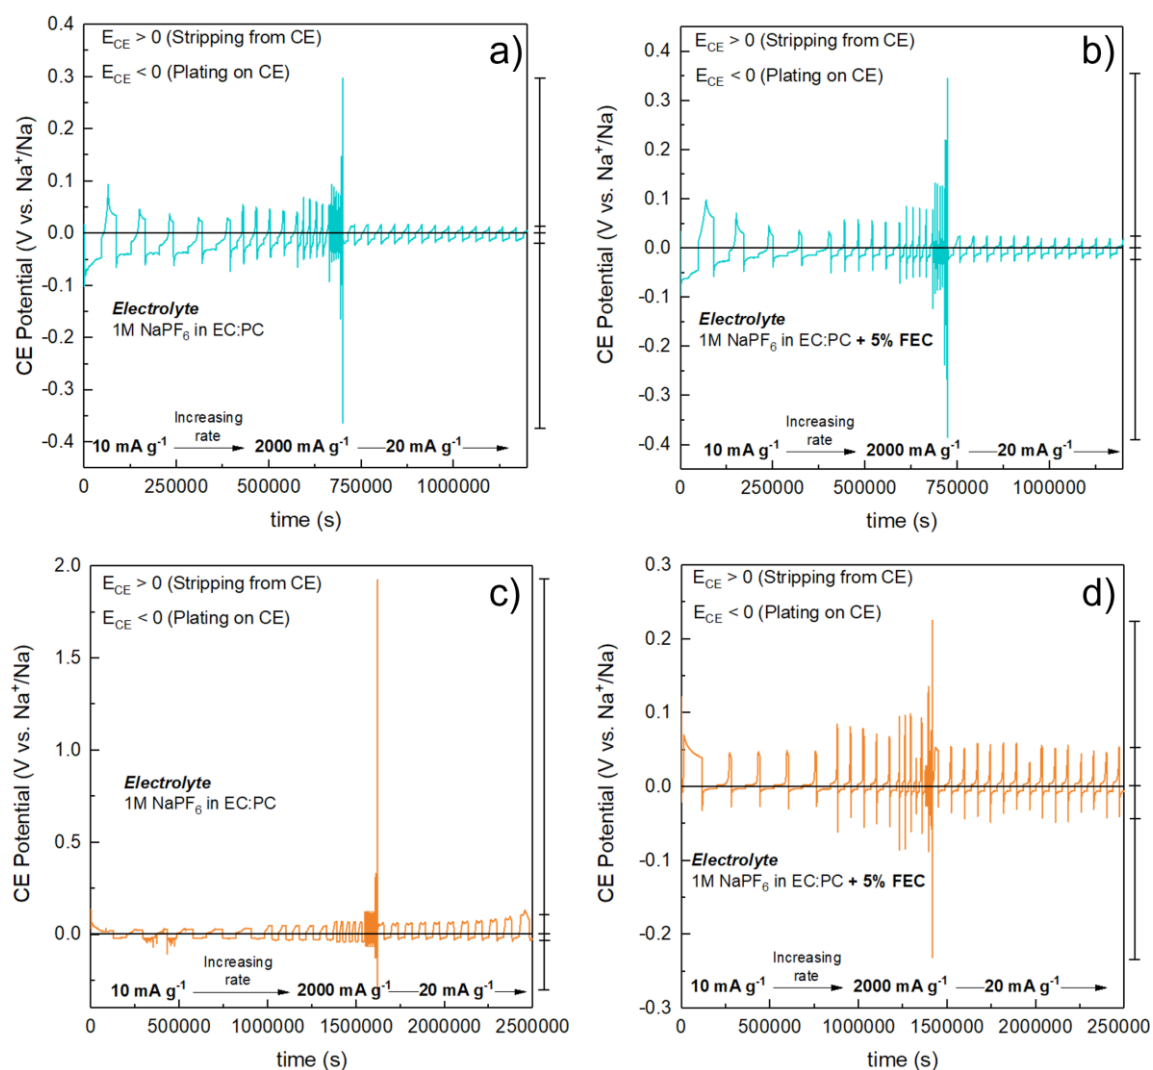 a)
E_CE > 0 (Stripping from CE)
E_CE < 0 (Plating on CE)
CE Potential (V vs. Na⁺/Na)
0.4
0.3
0.2
0.1
0.0
-0.1
-0.2
-0.3
-0.4
Electrolyte
1M NaPF₆ in EC:PC
Increasing
rate
10 mA g⁻¹ 2000 mA g⁻¹ 20 mA g⁻¹
0 250000 500000 750000 1000000
time (s)
b)
E_CE > 0 (Stripping from CE)
E_CE < 0 (Plating on CE)
CE Potential (V vs. Na⁺/Na)
0.4
0.3
0.2
0.1
0.0
-0.1
-0.2
-0.3
-0.4
Electrolyte
1M NaPF₆ in EC:PC + 5% FEC
Increasing
rate
10 mA g⁻¹ 2000 mA g⁻¹ 20 mA g⁻¹
0 250000 500000 750000 1000000
time (s)
c)
E_CE > 0 (Stripping from CE)
E_CE < 0 (Plating on CE)
CE Potential (V vs. Na⁺/Na)
2.0
1.5
1.0
0.5
0.0
Electrolyte
1M NaPF₆ in EC:PC
Increasing
rate
10 mA g⁻¹ 2000 mA g⁻¹ 20 mA g⁻¹
0 500000 1000000 1500000 2000000 2500000
time (s)
d)
E_CE > 0 (Stripping from CE)
E_CE < 0 (Plating on CE)
CE Potential (V vs. Na⁺/Na)
0.3
0.2
0.1
0.0
-0.1
-0.2
-0.3
Electrolyte
1M NaPF₆ in EC:PC + 5% FEC
Increasing
rate
10 mA g⁻¹ 2000 mA g⁻¹ 20 mA g⁻¹
0 500000 1000000 1500000 2000000 2500000
time (s)